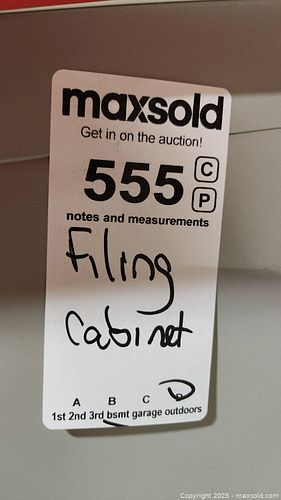 maxsold
Get in on the auction!
555 C
P
notes and measurements
Filing
Cabinet
A B C D
1st 2nd 3rd bsmt garage outdoors
Copyright 2025 - maxsold.com